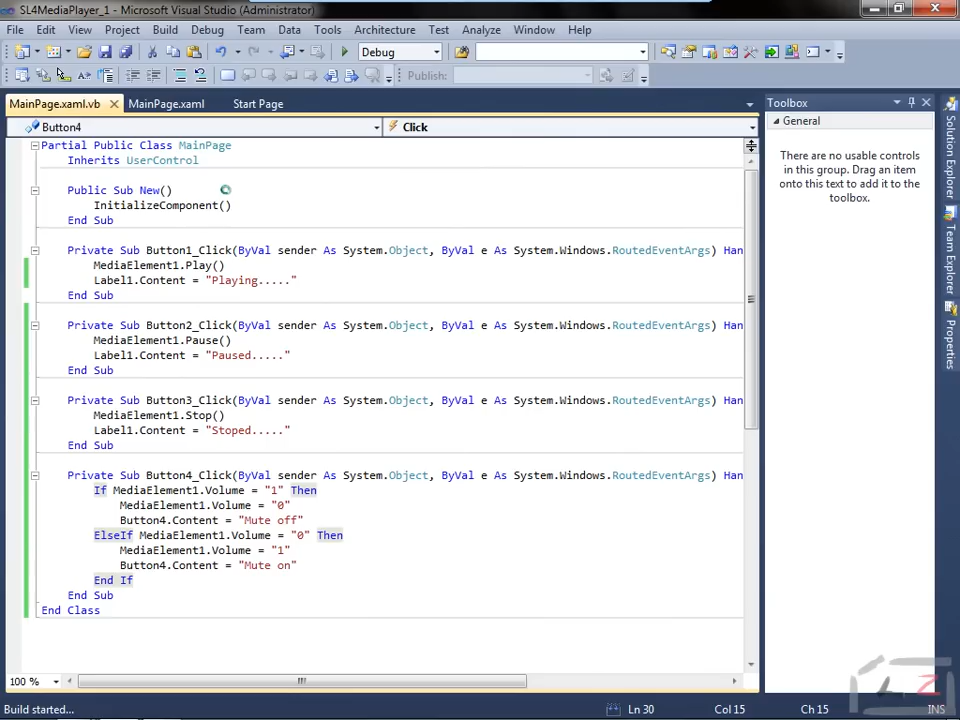 SL4MediaPlayer_1 - Microsoft Visual Studio (Administrator)
File Edit View Project Build Debug Team Data Tools Architecture Test Analyze Window Help
Debug
Publish:
MainPage.xaml.vb MainPage.xaml Start Page
Button4 Click
Partial Public Class MainPage
Inherits UserControl
Public Sub New()
InitializeComponent()
End Sub
Private Sub Button1_Click(ByVal sender As System.Object, ByVal e As System.Windows.RoutedEventArgs) Han
MediaElement1.Play()
Label1.Content = "Playing....."
End Sub
Private Sub Button2_Click(ByVal sender As System.Object, ByVal e As System.Windows.RoutedEventArgs) Han
MediaElement1.Pause()
Label1.Content = "Paused....."
End Sub
Private Sub Button3_Click(ByVal sender As System.Object, ByVal e As System.Windows.RoutedEventArgs) Han
MediaElement1.Stop()
Label1.Content = "Stoped....."
End Sub
Private Sub Button4_Click(ByVal sender As System.Object, ByVal e As System.Windows.RoutedEventArgs) Han
If MediaElement1.Volume = "1" Then
MediaElement1.Volume = "0"
Button4.Content = "Mute off"
ElseIf MediaElement1.Volume = "0" Then
MediaElement1.Volume = "1"
Button4.Content = "Mute on"
End If
End Sub
End Class
100 %
Toolbox
General
There are no usable controls
in this group. Drag an item
onto this text to add it to the
toolbox.
Solution Explorer
Team Explorer
Properties
Build started... Ln 30 Col 15 Ch 15 INS